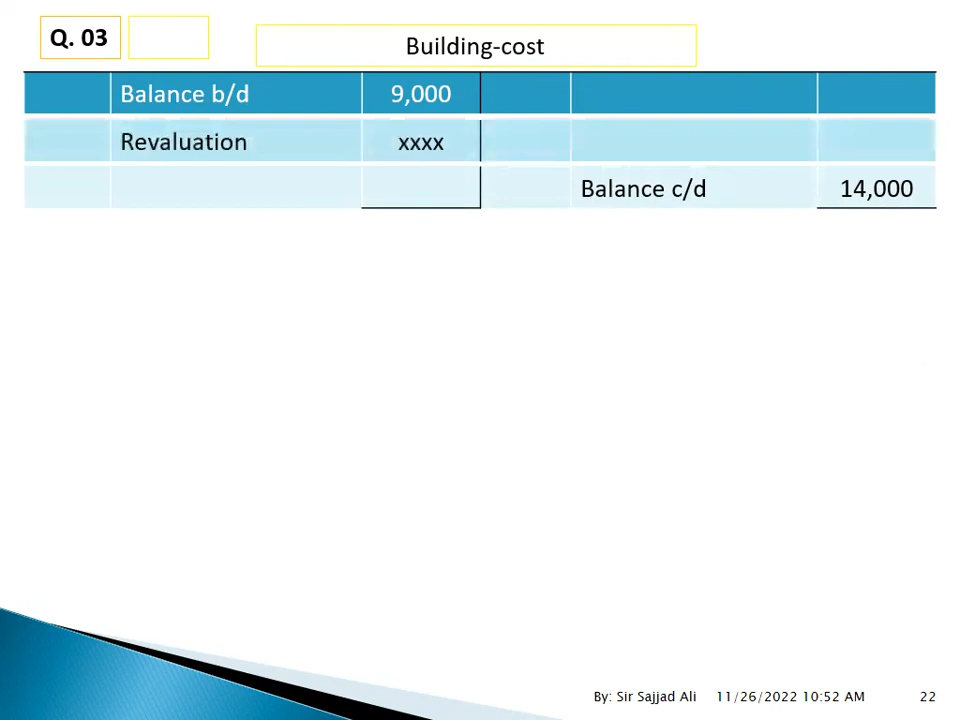 Q. 03
Building-cost
Balance b/d 9,000
Revaluation xxxx
Balance c/d 14,000
By: Sir Sajjad Ali 11/26/2022 10:52 AM 22